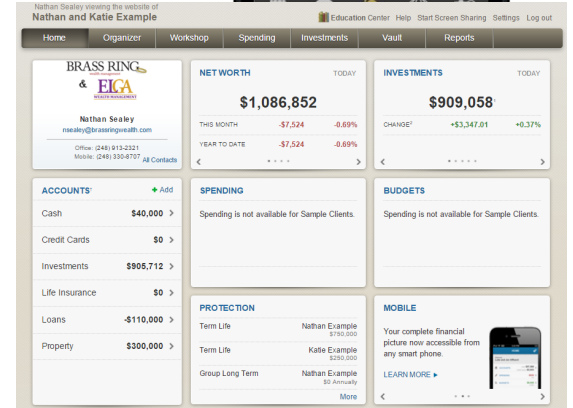 Nathan Sealey viewing the website of
Nathan and Katie Example
Education Center Help Start Screen Sharing Settings Log out
Home Organizer Workshop Spending Investments Vault Reports
BRASS RING
wealth management
& ELGA
WEALTH MANAGEMENT
Nathan Sealey
nsealey@brassringwealth.com
Office: (248) 913-2321
Mobile: (248) 330-8707 All Contacts
NET WORTH TODAY
$1,086,852
THIS MONTH -$7,524 -0.69%
YEAR TO DATE -$7,524 -0.69%
INVESTMENTS TODAY
$909,058
CHANGE² +$3,347.01 +0.37%
ACCOUNTS + Add
Cash $40,000 >
Credit Cards $0 >
Investments $905,712 >
Life Insurance $0 >
Loans -$110,000 >
Property $300,000 >
SPENDING
Spending is not available for Sample Clients.
BUDGETS
Spending is not available for Sample Clients.
PROTECTION
Term Life Nathan Example
$750,000
Term Life Katie Example
$250,000
Group Long Term Nathan Example
$0 Annually
More
MOBILE
Your complete financial
picture now accessible from
any smart phone.
LEARN MORE ▸